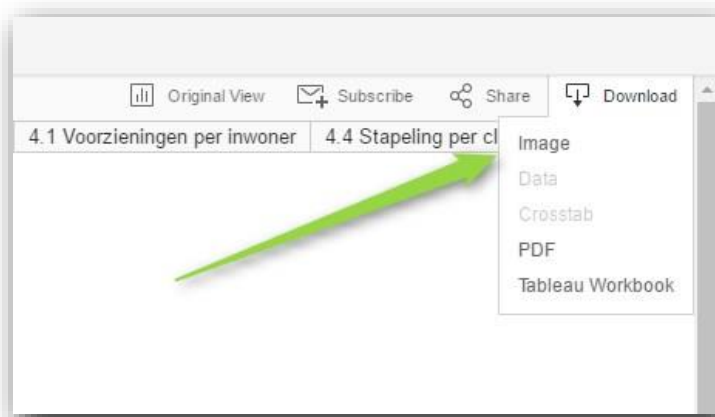 Original View Subscribe Share Download
4.1 Voorzieningen per inwoner 4.4 Stapeling per cl
Image
Data
Crosstab
PDF
Tableau Workbook